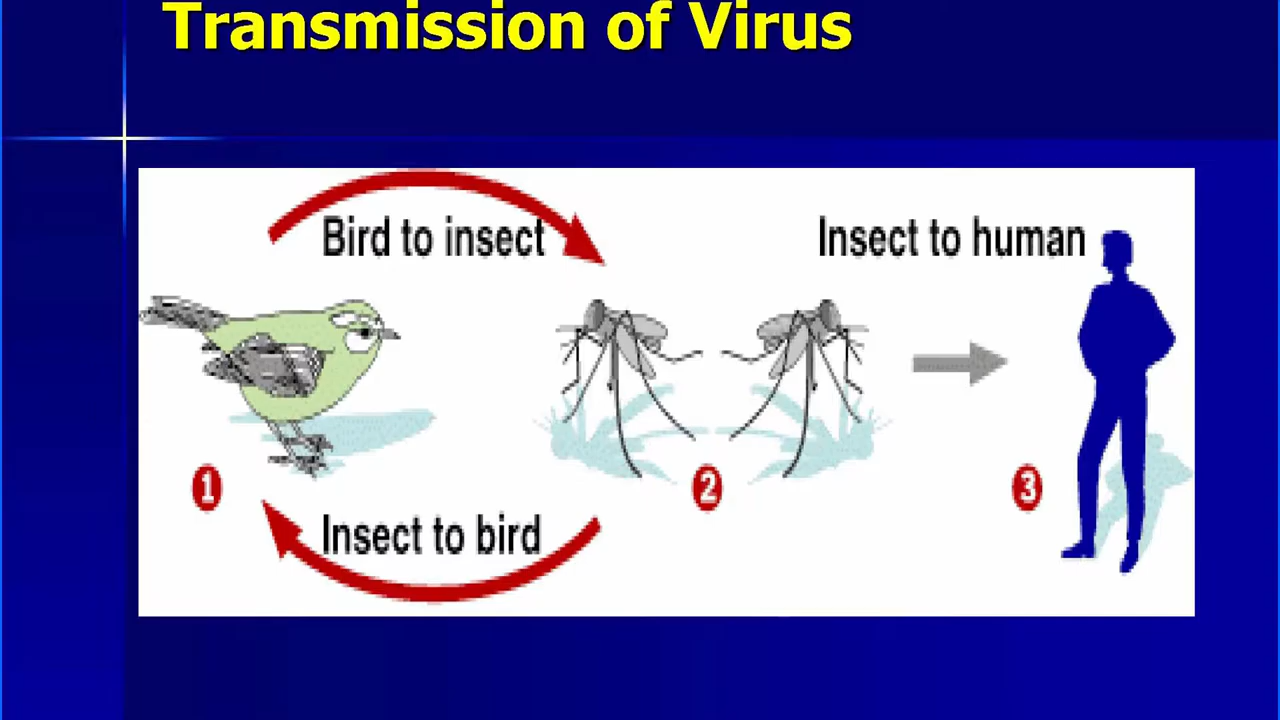 Transmission of Virus
Bird to insect
Insect to human
1
2
3
Insect to bird